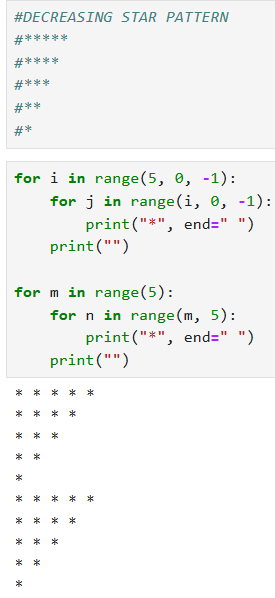 #DECREASING STAR PATTERN
#*****
#****
#***
#**
#*
for i in range(5, 0, -1):
    for j in range(i, 0, -1):
        print("*", end=" ")
    print("")

for m in range(5):
    for n in range(m, 5):
        print("*", end=" ")
    print("")
* * * * *
* * * *
* * *
* *
*
* * * * *
* * * *
* * *
* *
*